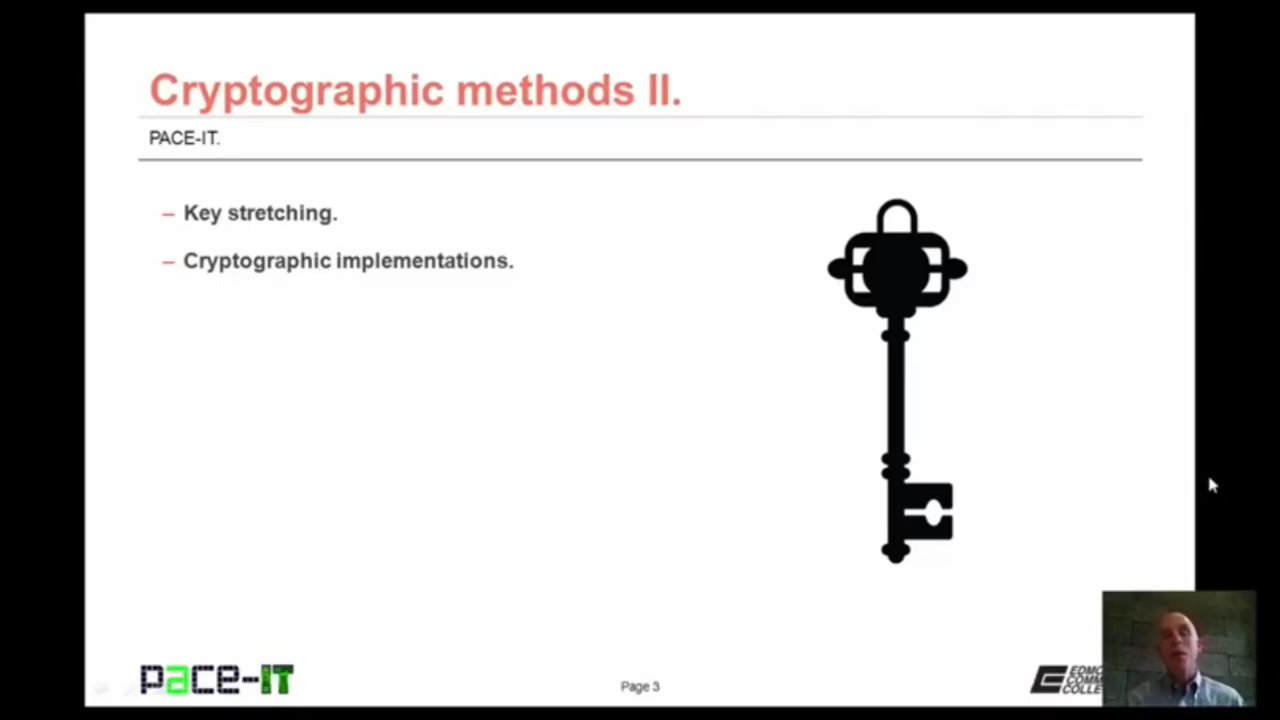 Cryptographic methods II.
PACE-IT.
– Key stretching.
– Cryptographic implementations.
pace-IT
Page 3